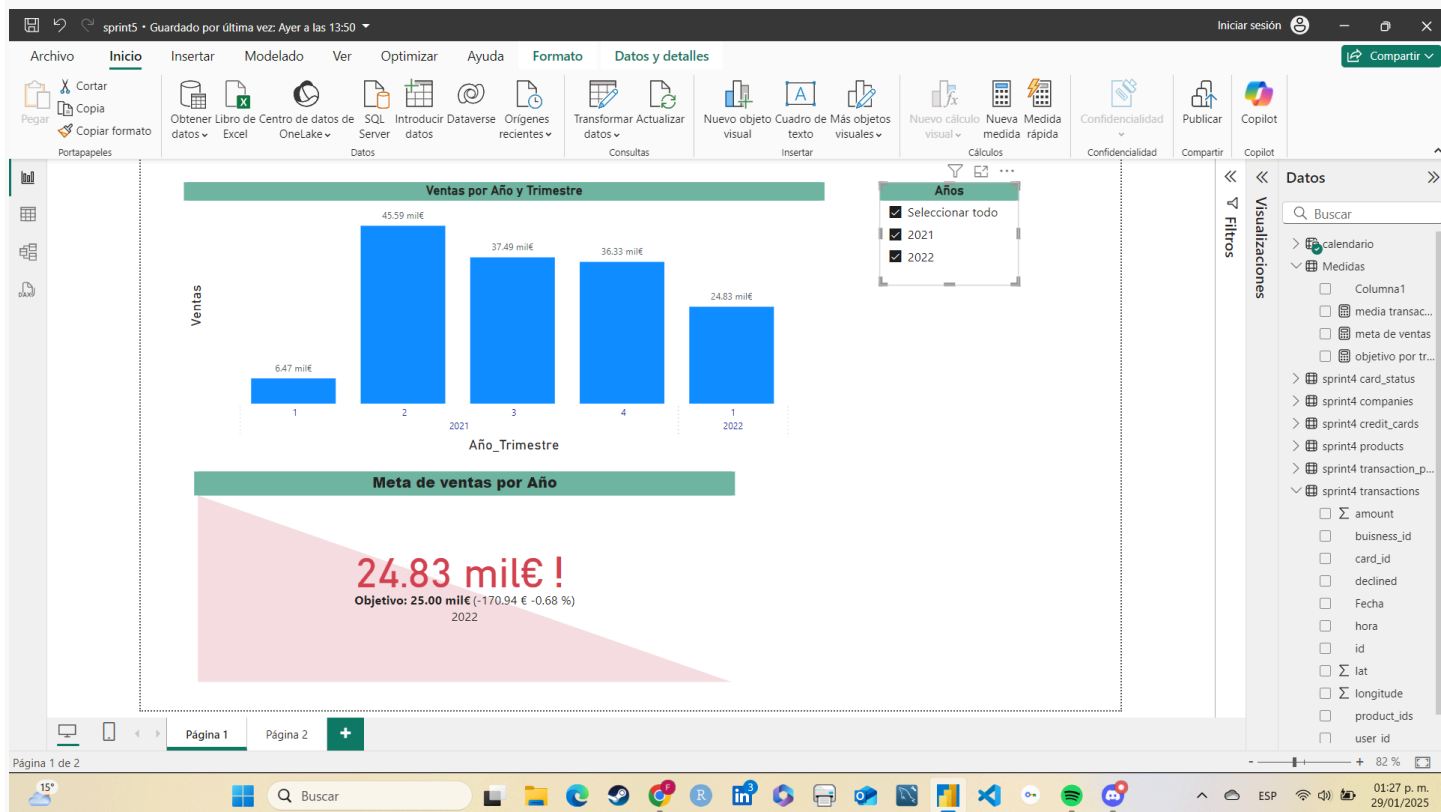 sprint5 • Guardado por última vez: Ayer a las 13:50
Iniciar sesión
Archivo Inicio Insertar Modelado Ver Optimizar Ayuda Formato Datos y detalles
Compartir
Pegar
Cortar
Copia
Copiar formato
Portapapeles
Obtener datos
Libro de Excel
Centro de datos de OneLake
SQL Server
Introducir datos
Dataverse
Orígenes recientes
Datos
Transformar datos
Actualizar
Consultas
Nuevo objeto visual
Cuadro de texto
Más objetos visuales
Insertar
Nuevo cálculo visual
Nueva medida
Medida rápida
Cálculos
Confidencialidad
Confidencialidad
Publicar
Compartir
Copilot
Copilot
Ventas por Año y Trimestre
Ventas
6.47 mil€
45.59 mil€
37.49 mil€
36.33 mil€
24.83 mil€
1 2 3 4 1
2021 2022
Año_Trimestre
Años
Seleccionar todo
2021
2022
Meta de ventas por Año
24.83 mil€ !
Objetivo: 25.00 mil€ (-170.94 € -0.68 %)
2022
Filtros
Visualizaciones
Datos
Buscar
calendario
Medidas
Columna1
media transac...
meta de ventas
objetivo por tr...
sprint4 card_status
sprint4 companies
sprint4 credit_cards
sprint4 products
sprint4 transaction_p...
sprint4 transactions
amount
buisness_id
card_id
declined
Fecha
hora
id
lat
longitude
product_ids
user id
Página 1 Página 2
Página 1 de 2
82 %
15°
Buscar
ESP
01:27 p. m.
29/01/2025